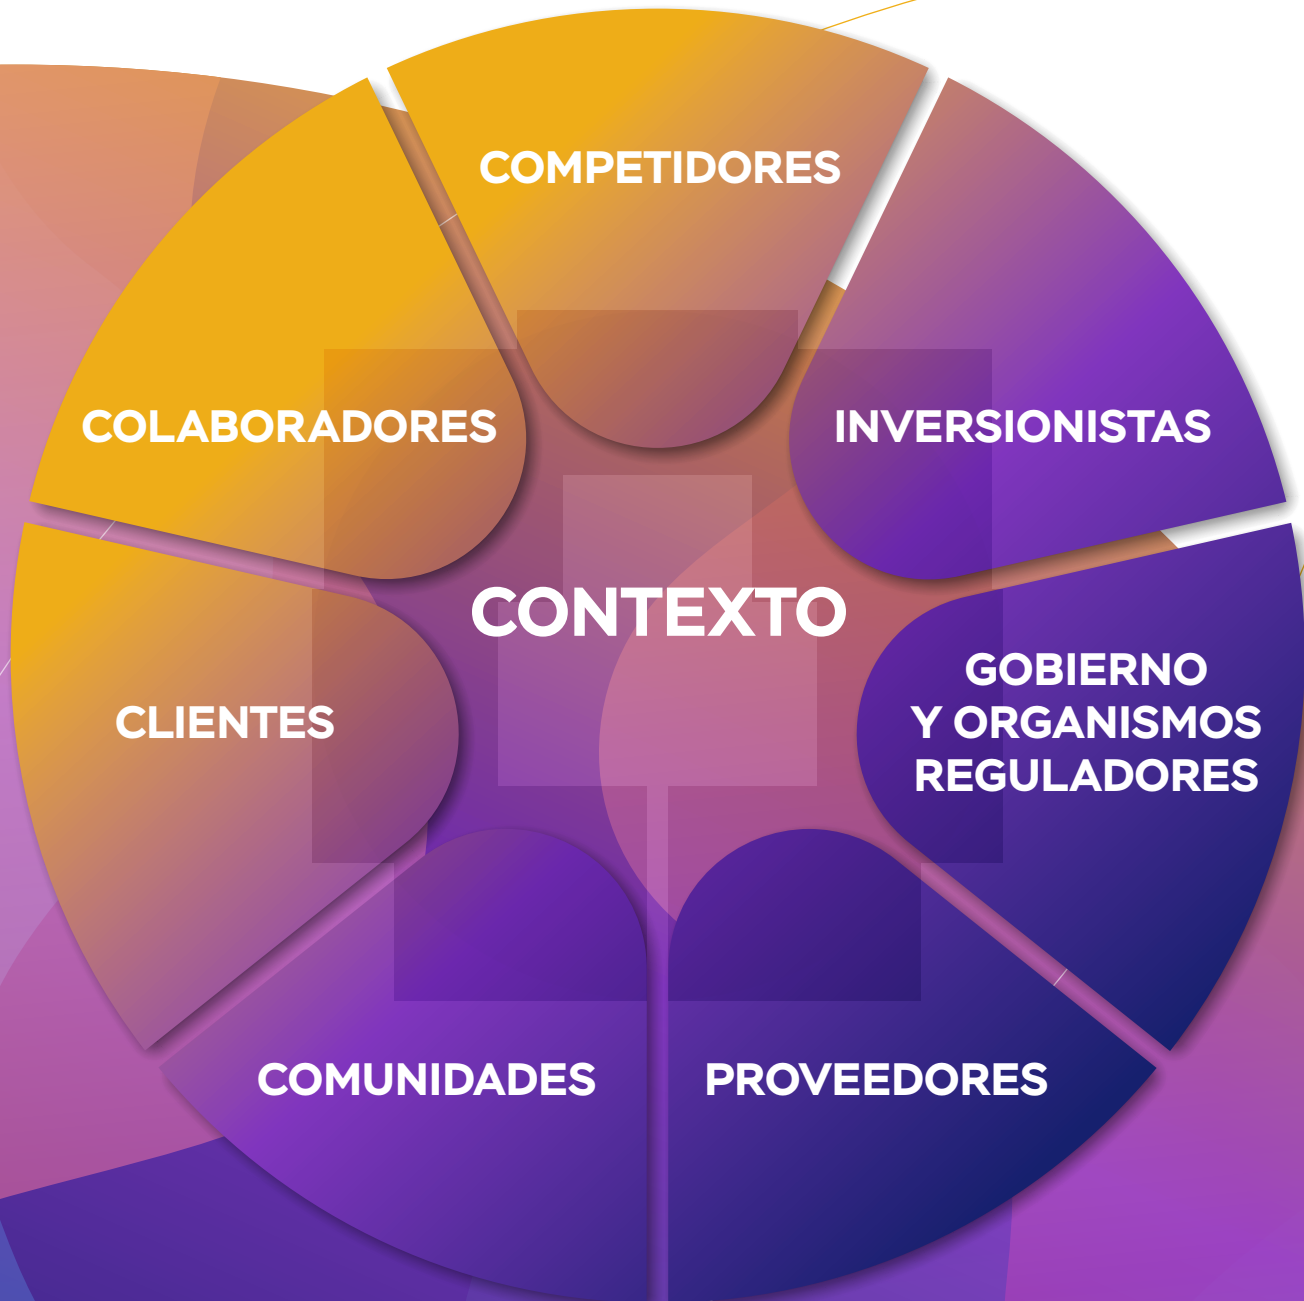 COMPETIDORES
COLABORADORES
INVERSIONISTAS
CONTEXTO
GOBIERNO
Y ORGANISMOS
REGULADORES
CLIENTES
COMUNIDADES
PROVEEDORES